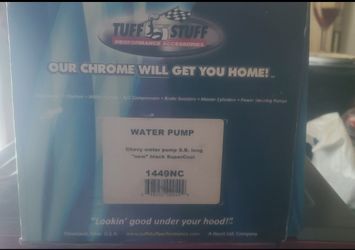 TUFF STUFF
PERFORMANCE ACCESSORIES
OUR CHROME WILL GET YOU HOME!
WATER PUMP
Chevy water pump S.B. long
"new" black SuperCool
1449NC
"Lookin' good under your hood!"